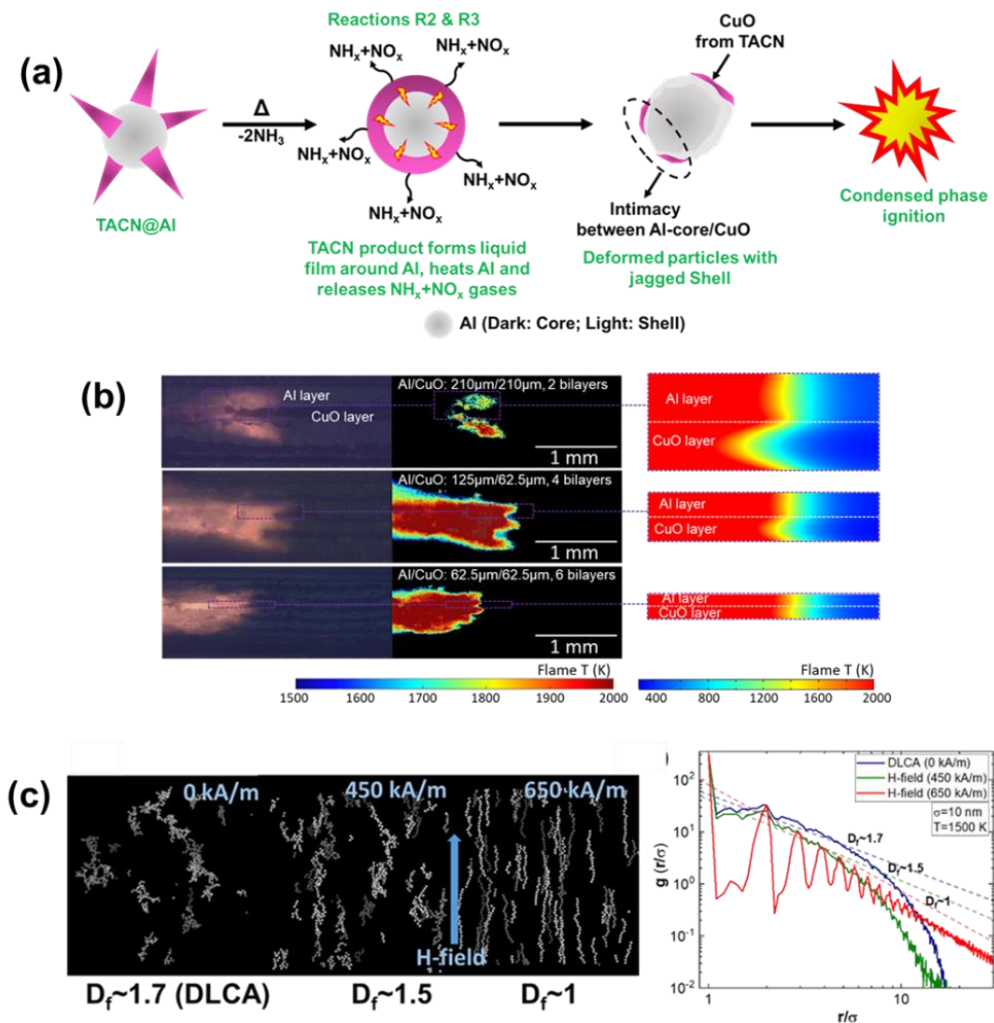 (a)
Reactions R2 & R3
NHx+NOx
NHx+NOx
Δ
-2NH3
NHx+NOx
NHx+NOx
NHx+NOx
NHx+NOx
TACN@Al
TACN product forms liquid
film around Al, heats Al and
releases NHx+NOx gases
CuO
from TACN
Intimacy
between Al-core/CuO
Deformed particles with
jagged Shell
Condensed phase
ignition
Al (Dark: Core; Light: Shell)
(b)
Al layer
CuO layer
Al/CuO: 210µm/210µm, 2 bilayers
1 mm
Al layer
CuO layer
Al/CuO: 125µm/62.5µm, 4 bilayers
1 mm
Al layer
CuO layer
Al/CuO: 62.5µm/62.5µm, 6 bilayers
1 mm
Al layer
CuO layer
Flame T (K)
1500 1600 1700 1800 1900 2000
Flame T (K)
400 800 1200 1600 2000
(c)
0 kA/m
450 kA/m
650 kA/m
H-field
Df~1.7 (DLCA)
Df~1.5
Df~1
g (r/σ)
10²
10¹
10⁰
10⁻¹
10⁻²
DLCA (0 kA/m)
H-field (450 kA/m)
H-field (650 kA/m)
σ=10 nm
T=1500 K
Df~1.7
Df~1.5
Df~1
1 10
r/σ